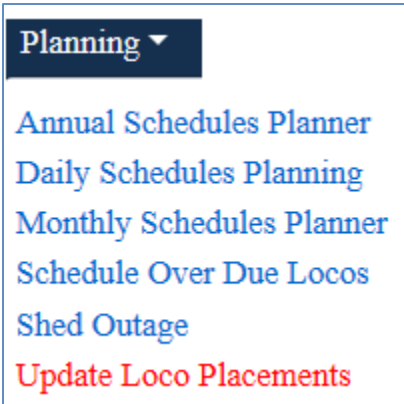 Planning
Annual Schedules Planner
Daily Schedules Planning
Monthly Schedules Planner
Schedule Over Due Locos
Shed Outage
Update Loco Placements